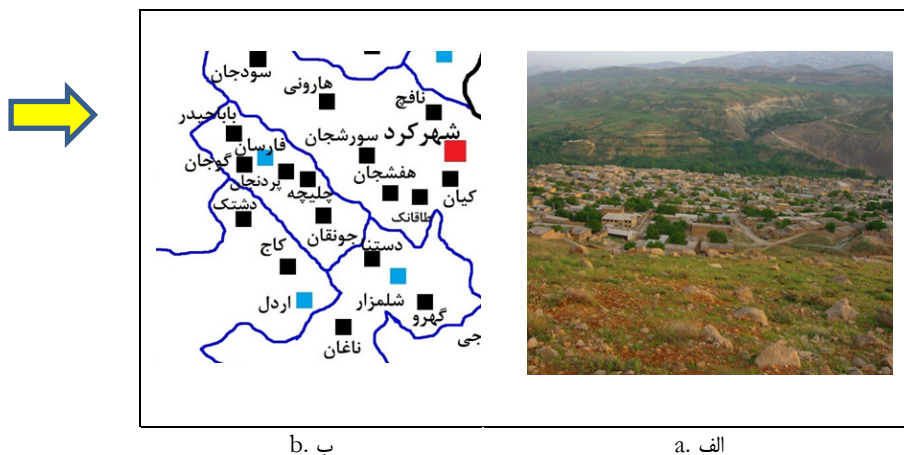 سودجان
هارونی
نافچ
باباحیدر
شهرکرد
فارسان
سورشجان
گوجان
پردنجان
هفشجان
کیان
چلیچه
دشتک
طاقانک
جونقان
دستنا
کاج
شلمزار
اردل
گهرو
ناغان
جی
الف .a
ب .b